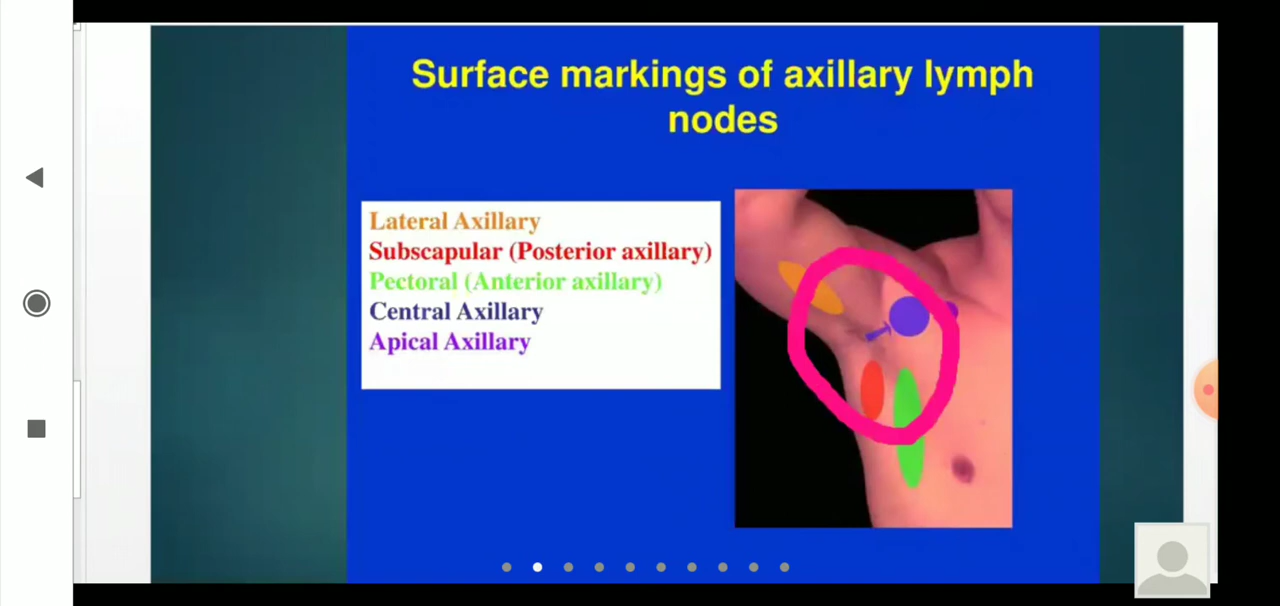 Surface markings of axillary lymph
nodes
Lateral Axillary
Subscapular (Posterior axillary)
Pectoral (Anterior axillary)
Central Axillary
Apical Axillary